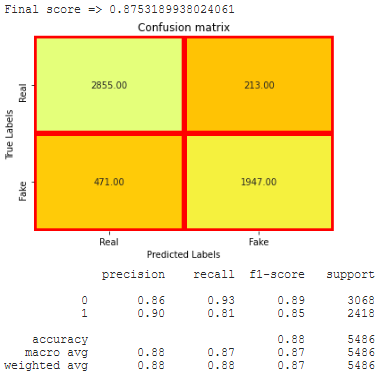 Final score => 0.8753189938024061
Confusion matrix
Real 2855.00 213.00
True Labels
Fake 471.00 1947.00
Real Fake
Predicted Labels
precision recall f1-score support
0 0.86 0.93 0.89 3068
1 0.90 0.81 0.85 2418
accuracy 0.88 5486
macro avg 0.88 0.87 0.87 5486
weighted avg 0.88 0.88 0.87 5486